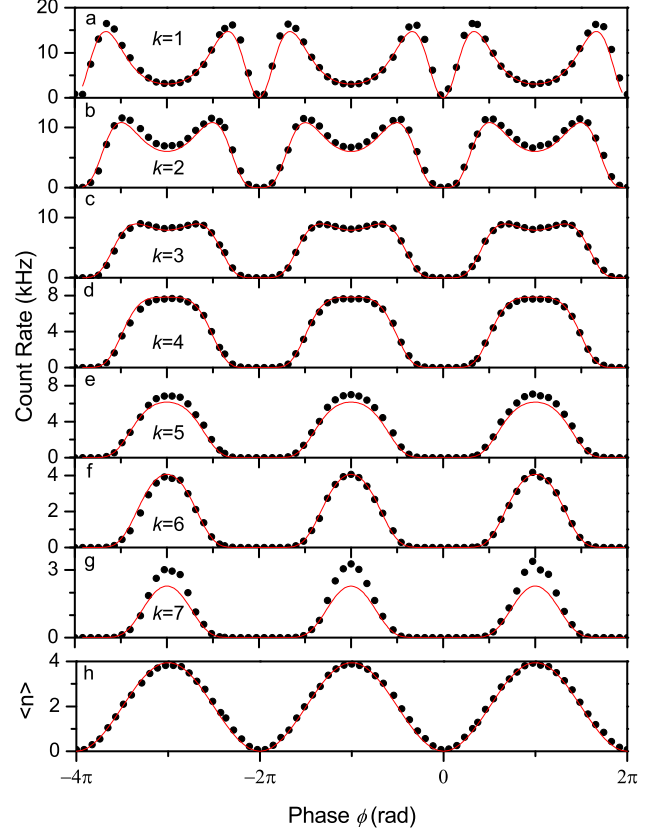 20
a
k=1
10
0
b
10
k=2
0
c
10
k=3
0
Count Rate (kHz)
d
8
4
k=4
0
e
8
4
k=5
0
f
4
2
k=6
0
g
3
k=7
0
h
4
2
<n>
0
−4π −2π 0 2π
Phase ϕ (rad)